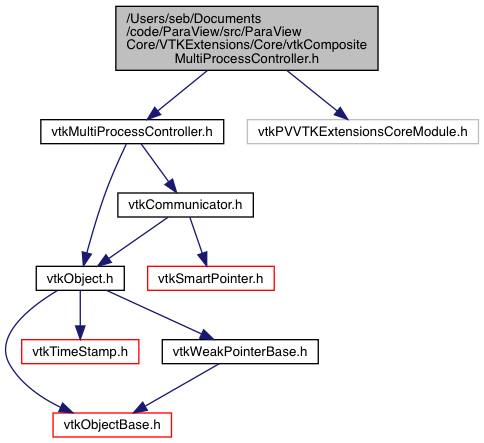 /Users/seb/Documents
/code/ParaView/src/ParaView
Core/VTKExtensions/Core/vtkComposite
MultiProcessController.h
vtkMultiProcessController.h
vtkPVVTKExtensionsCoreModule.h
vtkCommunicator.h
vtkObject.h
vtkSmartPointer.h
vtkTimeStamp.h
vtkWeakPointerBase.h
vtkObjectBase.h